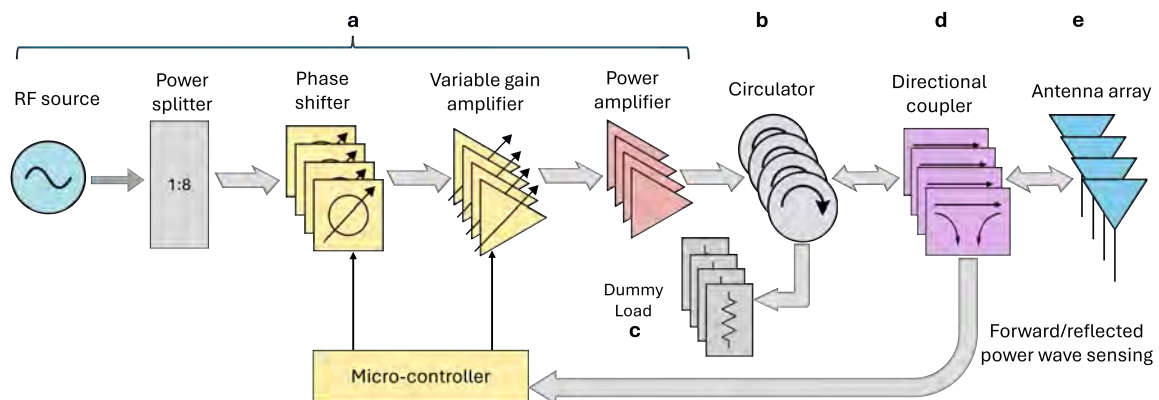 a
b
d
e
RF source
Power
splitter
Phase
shifter
Variable gain
amplifier
Power
amplifier
Circulator
Directional
coupler
Antenna array
1:8
Dummy
Load
c
Forward/reflected
power wave sensing
Micro-controller